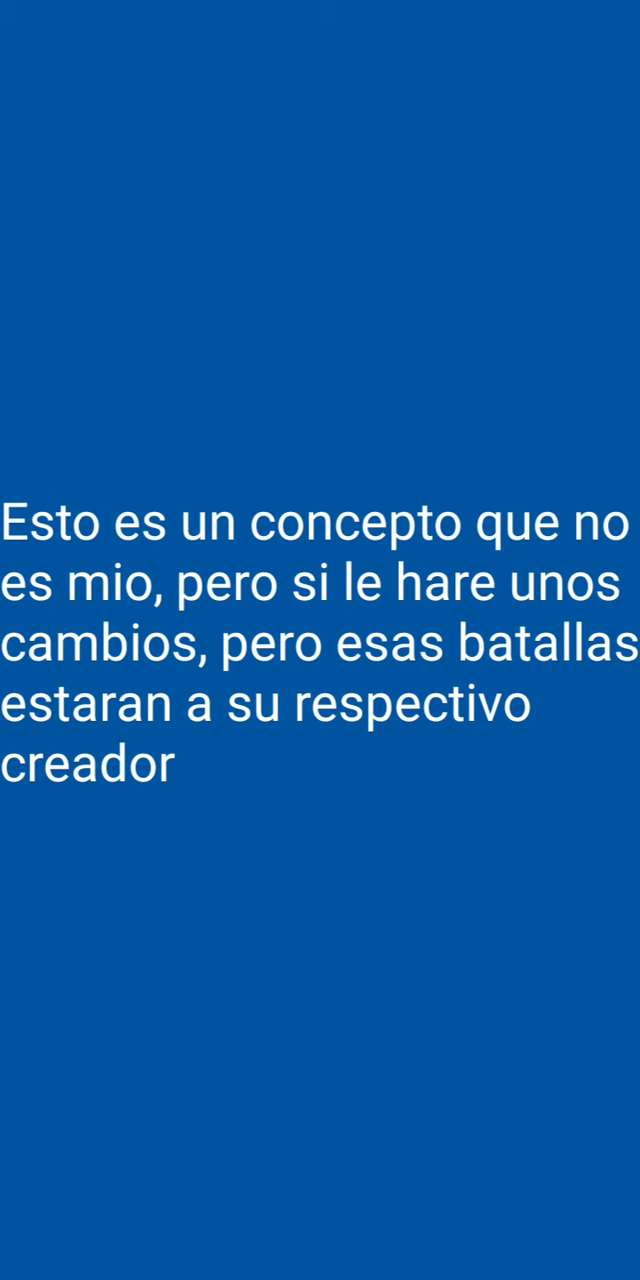 Esto es un concepto que no
es mio, pero si le hare unos
cambios, pero esas batallas
estaran a su respectivo
creador